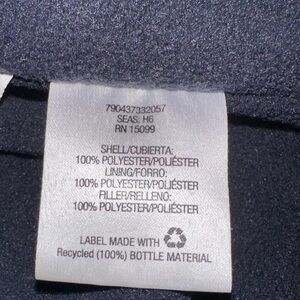 790437332057
SEAS: H6
RN 15099
SHELL/CUBIERTA:
100% POLYESTER/POLIÉSTER
LINING/FORRO:
100% POLYESTER/POLIÉSTER
FILLER/RELLENO:
100% POLYESTER/POLIÉSTER
LABEL MADE WITH
Recycled (100%) BOTTLE MATERIAL